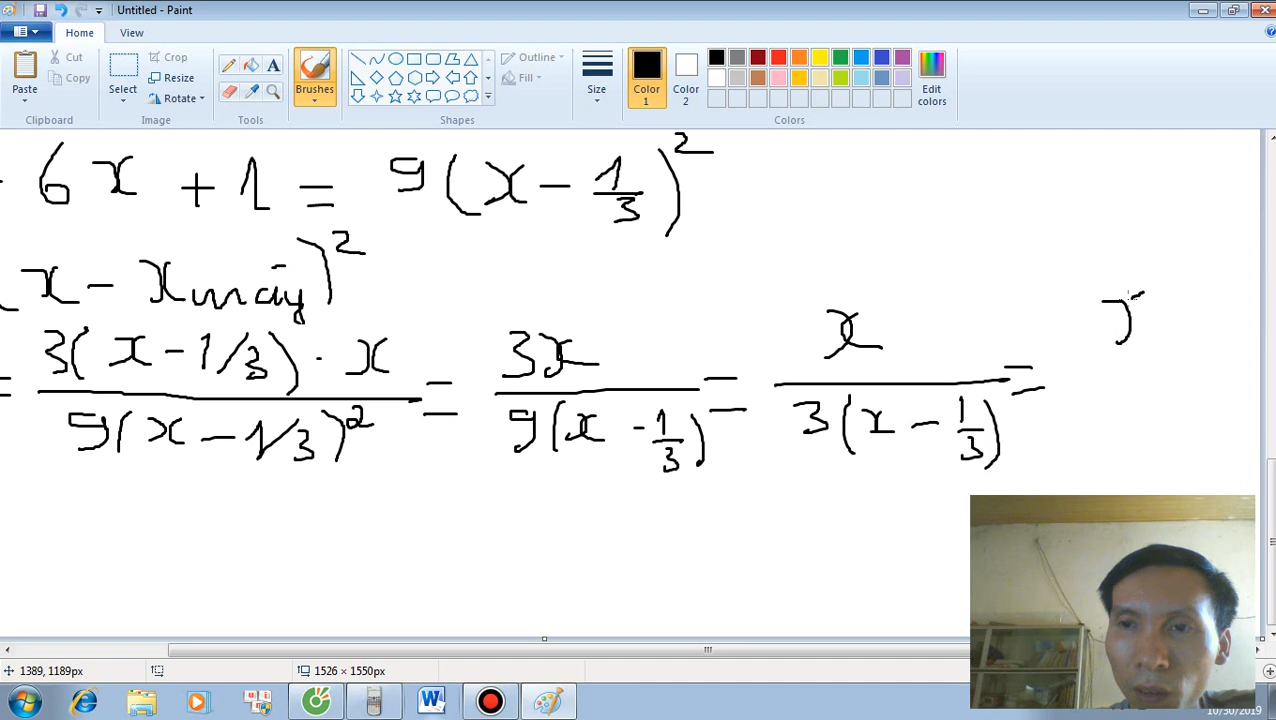 Untitled - Paint
Home View
Paste
Cut
Copy
Clipboard
Select
Crop
Resize
Rotate
Image
Tools
Brushes
Shapes
Outline
Fill
Size
Color 1
Color 2
Edit colors
Colors
6x + 1 = 9(x - 1/3)^2
x - xmáy)^2
= 3(x - 1/3) · x / 9(x - 1/3)^2 = 3x / 9(x - 1/3) = x / 3(x - 1/3) =
1389, 1189px
1526 × 1550px
10/30/2019